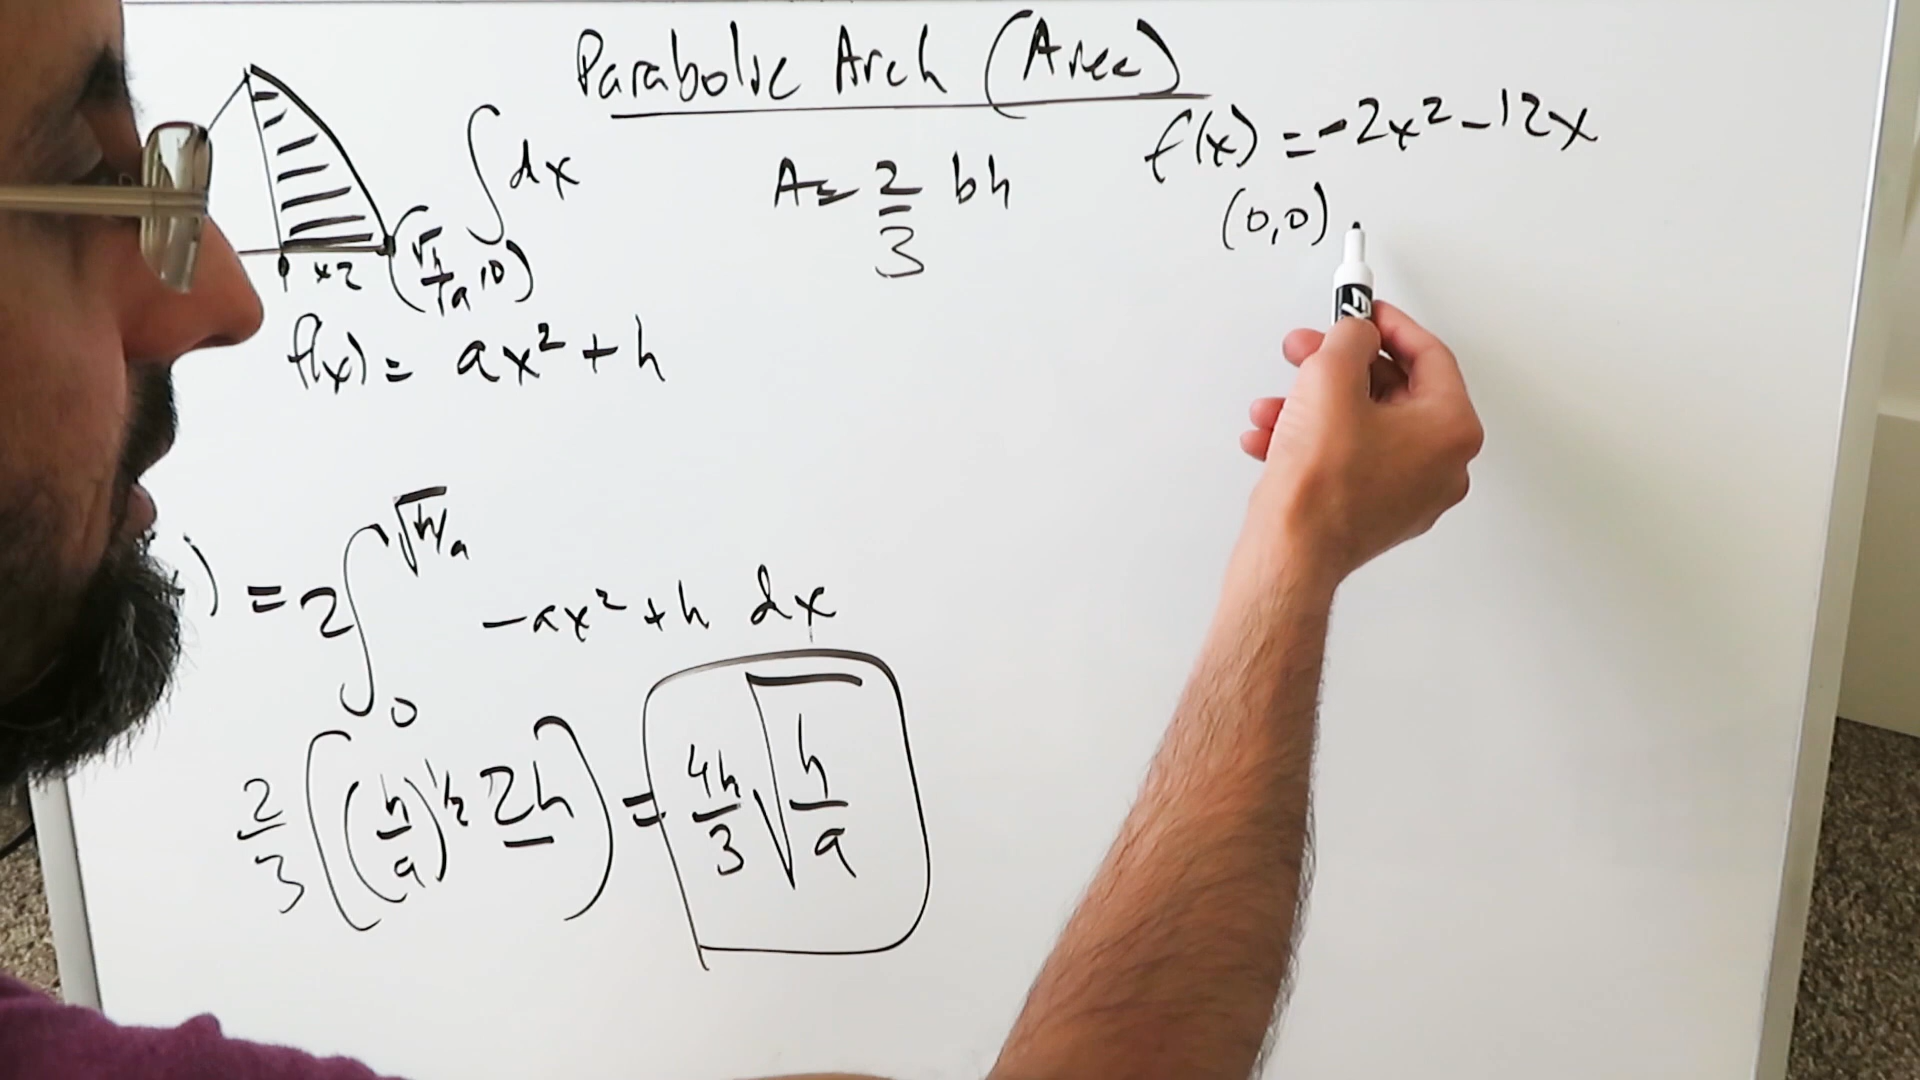 Parabolic Arch (Area)
∫ dx
A = 2/3 bh
f(x) = -2x² - 12x
(0,0)
x2
(√h/√a, 0)
f(x) = ax² + h
) = 2 ∫₀^√(h/a) -ax² + h dx
2/3 ((h/a)^1/2 2h) = 4h/3 √(h/a)